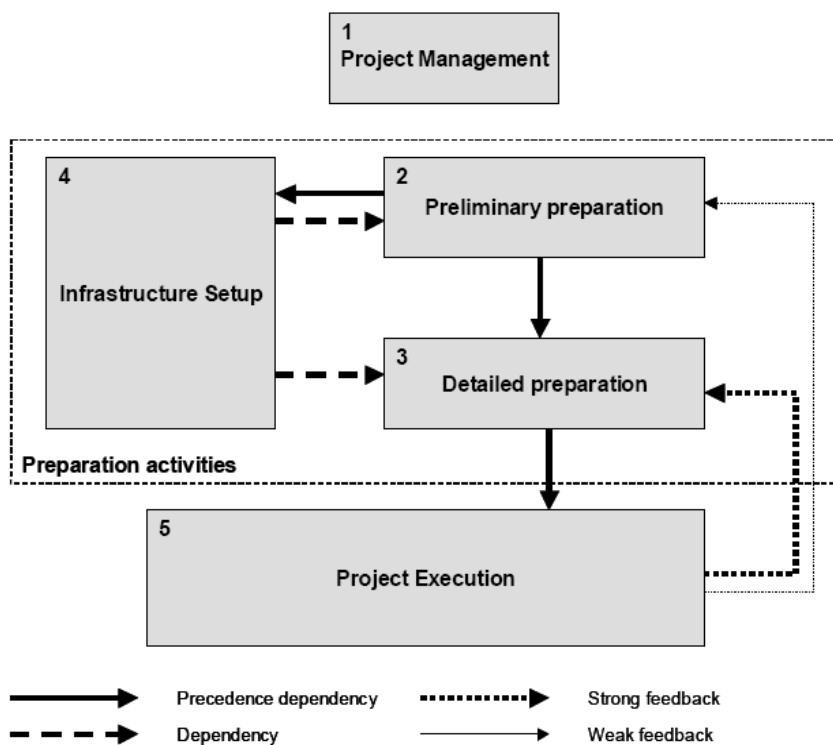 1
Project Management
4
2
Preliminary preparation
Infrastructure Setup
3
Detailed preparation
Preparation activities
5
Project Execution
Precedence dependency
Strong feedback
Dependency
Weak feedback